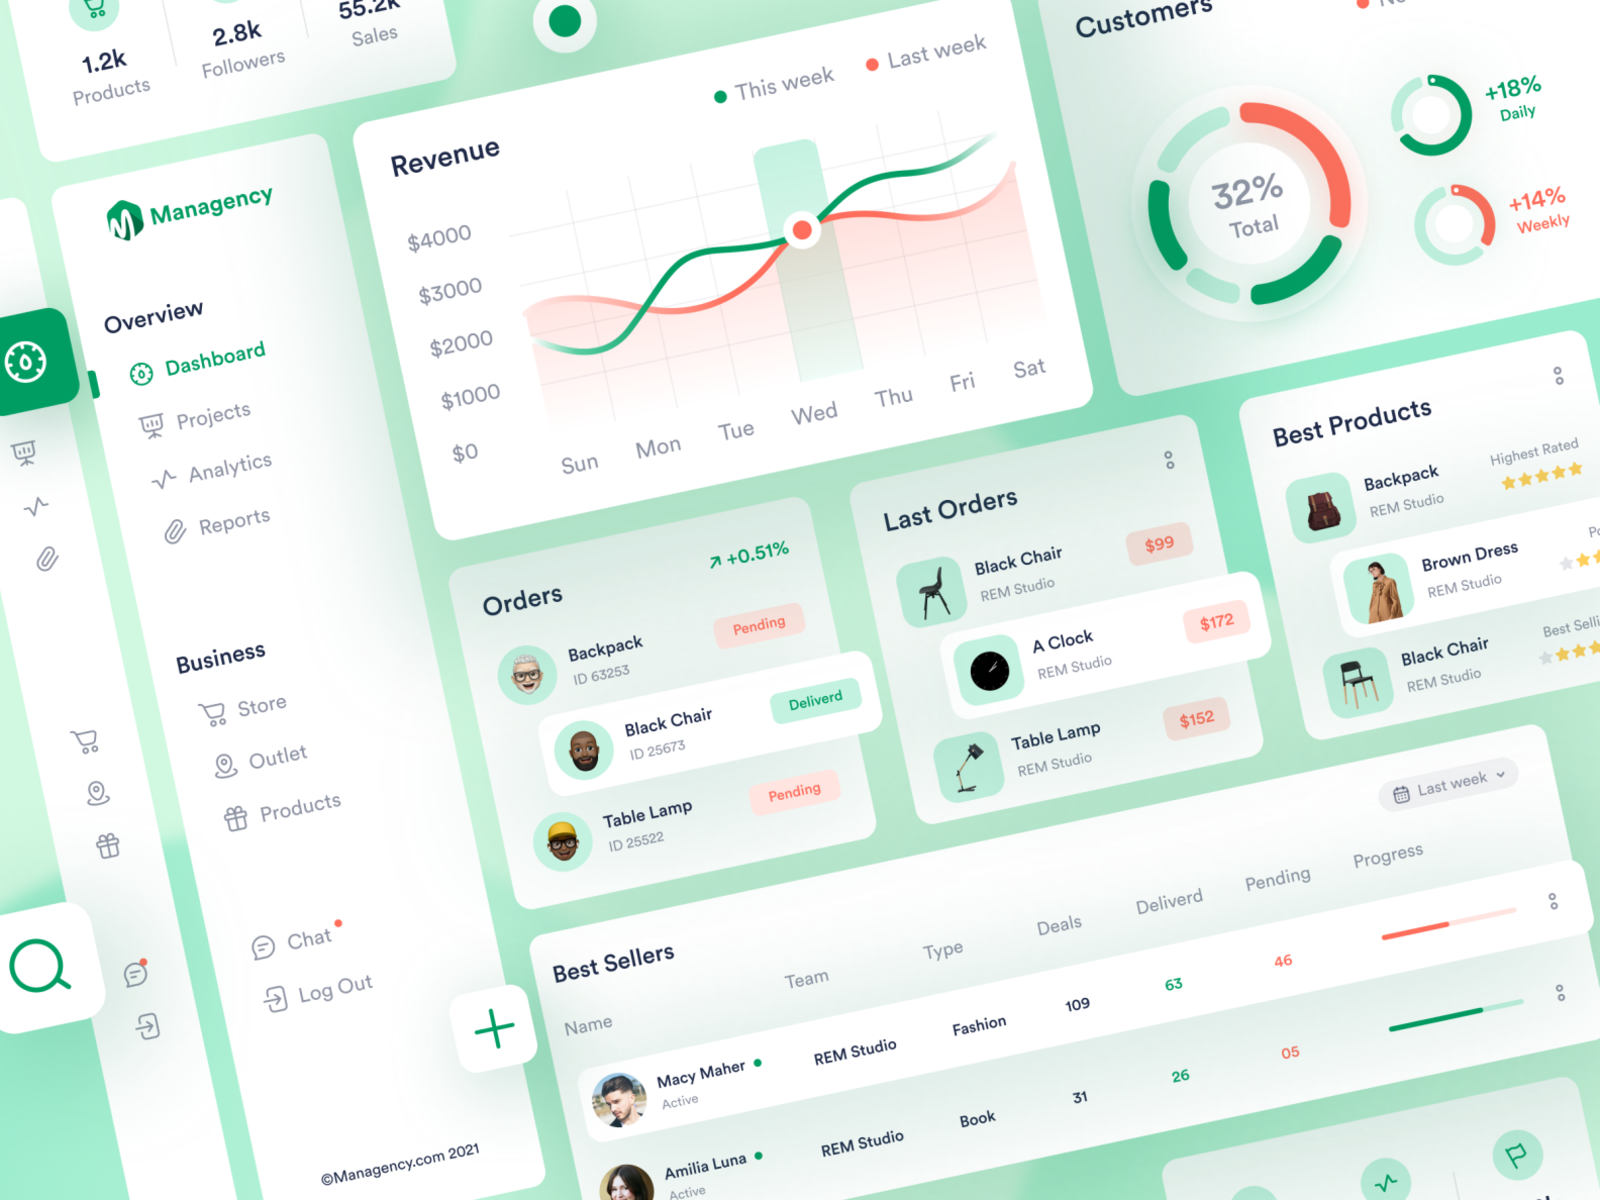 1.2k
Products
2.8k
Followers
55.2k
Sales
Managency
Overview
Dashboard
Projects
Analytics
Reports
Business
Store
Outlet
Products
Chat
Log Out
©Managency.com 2021
Revenue
This week
Last week
$4000
$3000
$2000
$1000
$0
Sun
Mon
Tue
Wed
Thu
Fri
Sat
Customers
32%
Total
+18%
Daily
+14%
Weekly
Orders
+0.51%
Backpack
ID 63253
Pending
Black Chair
ID 25673
Deliverd
Table Lamp
ID 25522
Pending
Last Orders
Black Chair
REM Studio
$99
A Clock
REM Studio
$172
Table Lamp
REM Studio
$152
Best Products
Backpack
REM Studio
Highest Rated
Brown Dress
REM Studio
Black Chair
REM Studio
Best Selli
Best Sellers
Last week
Name
Team
Type
Deals
Deliverd
Pending
Progress
Macy Maher
Active
REM Studio
Fashion
109
63
46
Amilia Luna
Active
REM Studio
Book
31
26
05